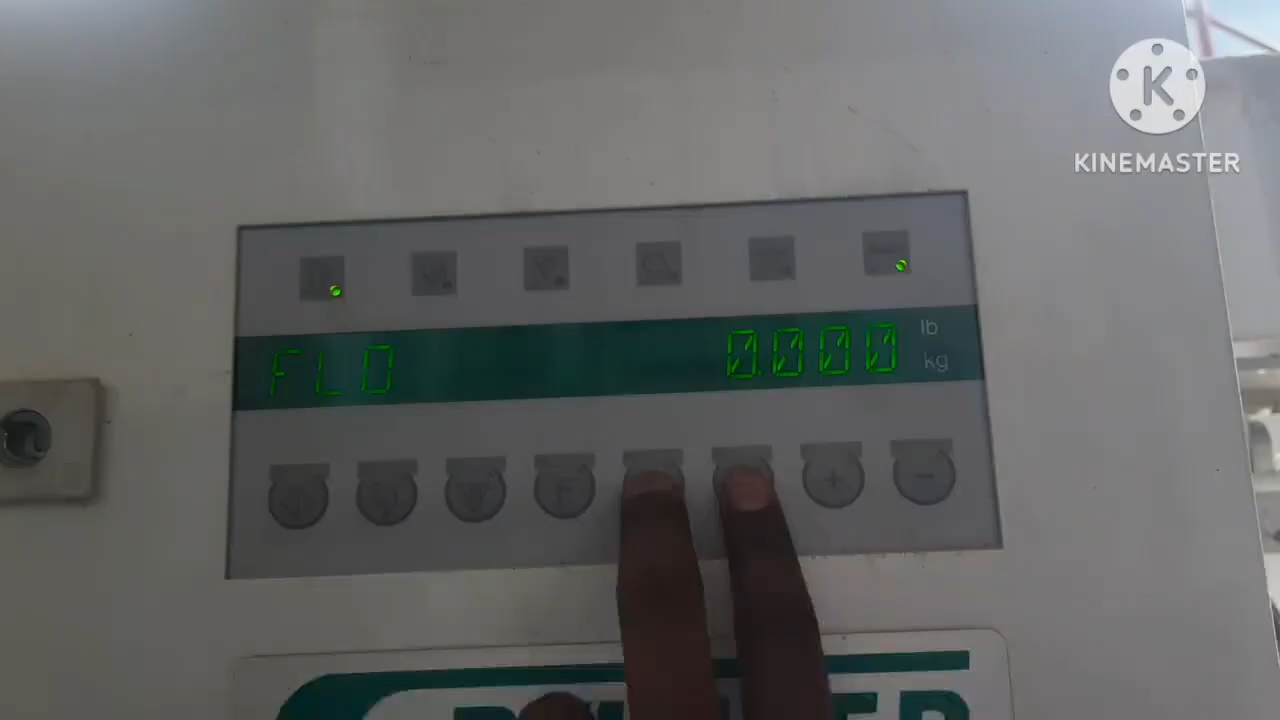 K
KINEMASTER
FLO 0.000
lb
kg
F + -